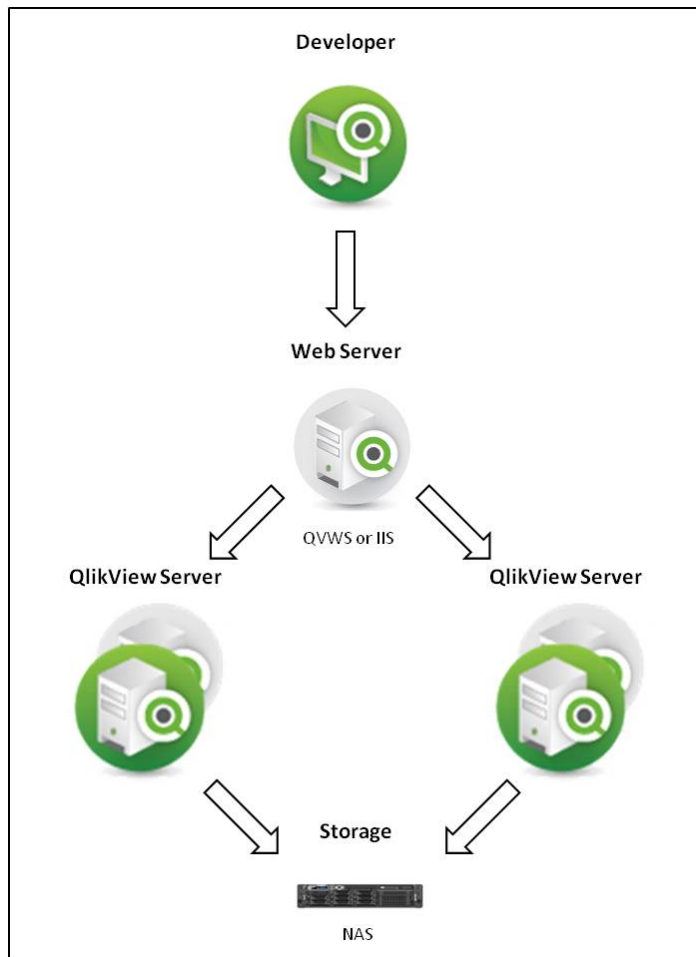 Developer
Web Server
QVWS or IIS
QlikView Server
QlikView Server
Storage
NAS